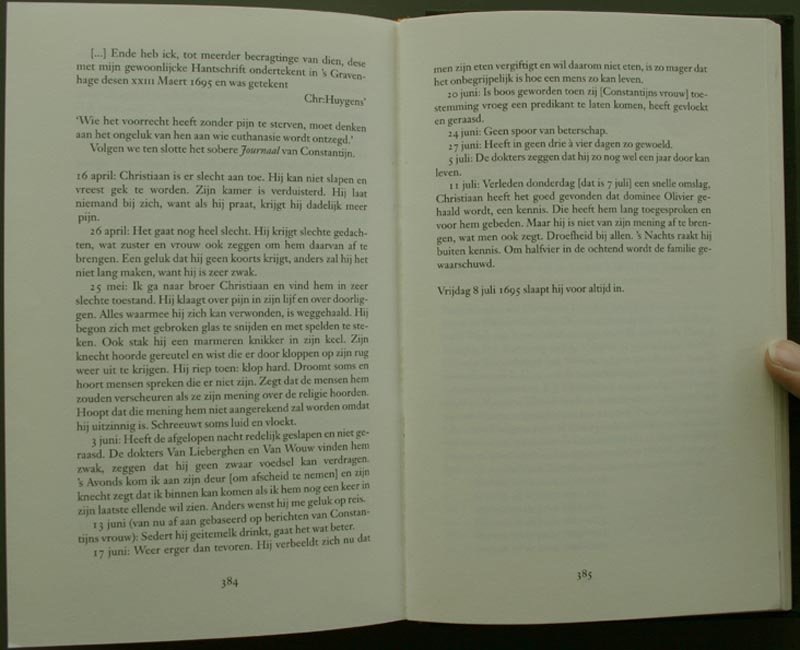 [...] Ende heb ick, tot meerder becragtinge van dien, dese
met mijn gewoonlijcke Hantschrift ondertekent in 's Graven-
hage desen XXIII Maert 1695 en was getekent
Chr:Huygens'
'Wie het voorrecht heeft zonder pijn te sterven, moet denken
aan het ongeluk van hen aan wie euthanasie wordt ontzegd.'
Volgen we ten slotte het sobere Journaal van Constantijn.
16 april: Christiaan is er slecht aan toe. Hij kan niet slapen en
vreest gek te worden. Zijn kamer is verduisterd. Hij laat
niemand bij zich, want als hij praat, krijgt hij dadelijk meer
pijn.
26 april: Het gaat nog heel slecht. Hij krijgt slechte gedach-
ten, wat zuster en vrouw ook zeggen om hem daarvan af te
brengen. Een geluk dat hij geen koorts krijgt, anders zal hij het
niet lang maken, want hij is zeer zwak.
25 mei: Ik ga naar broer Christiaan en vind hem in zeer
slechte toestand. Hij klaagt over pijn in zijn lijf en over doorlig-
gen. Alles waarmee hij zich kan verwonden, is weggehaald. Hij
begon zich met gebroken glas te snijden en met spelden te ste-
ken. Ook stak hij een marmeren knikker in zijn keel. Zijn
knecht hoorde gereutel en wist die er door kloppen op zijn rug
weer uit te krijgen. Hij riep toen: klop hard. Droomt soms en
hoort mensen spreken die er niet zijn. Zegt dat de mensen hem
zouden verscheuren als ze zijn mening over de religie hoorden.
Hoopt dat die mening hem niet aangerekend zal worden omdat
hij uitzinnig is. Schreeuwt soms luid en vloekt.
3 juni: Heeft de afgelopen nacht redelijk geslapen en niet ge-
raasd. De dokters Van Lieberghen en Van Wouw vinden hem
zwak, zeggen dat hij geen zwaar voedsel kan verdragen.
's Avonds kom ik aan zijn deur [om afscheid te nemen] en zijn
knecht zegt dat ik binnen kan komen als ik hem nog een keer in
zijn laatste ellende wil zien. Anders wenst hij me geluk op reis.
13 juni (van nu af aan gebaseerd op berichten van Constan-
tijns vrouw): Sedert hij geitemelk drinkt, gaat het wat beter.
17 juni: Weer erger dan tevoren. Hij verbeeldt zich nu dat
384
men zijn eten vergiftigt en wil daarom niet eten, is zo mager dat
het onbegrijpelijk is hoe een mens zo kan leven.
20 juni: Is boos geworden toen zij [Constantijns vrouw] toe-
stemming vroeg een predikant te laten komen, heeft gevloekt
en geraasd.
24 juni: Geen spoor van beterschap.
27 juni: Heeft in geen drie à vier dagen zo gewoeld.
5 juli: De dokters zeggen dat hij zo nog wel een jaar door kan
leven.
11 juli: Verleden donderdag [dat is 7 juli] een snelle omslag,
Christiaan heeft het goed gevonden dat dominee Olivier ge-
haald wordt, een kennis. Die heeft hem lang toegesproken en
voor hem gebeden. Maar hij is niet van zijn mening af te bren-
gen, wat men ook zegt. Droefheid bij allen. 's Nachts raakt hij
buiten kennis. Om halfvier in de ochtend wordt de familie ge-
waarschuwd.
Vrijdag 8 juli 1695 slaapt hij voor altijd in.
385